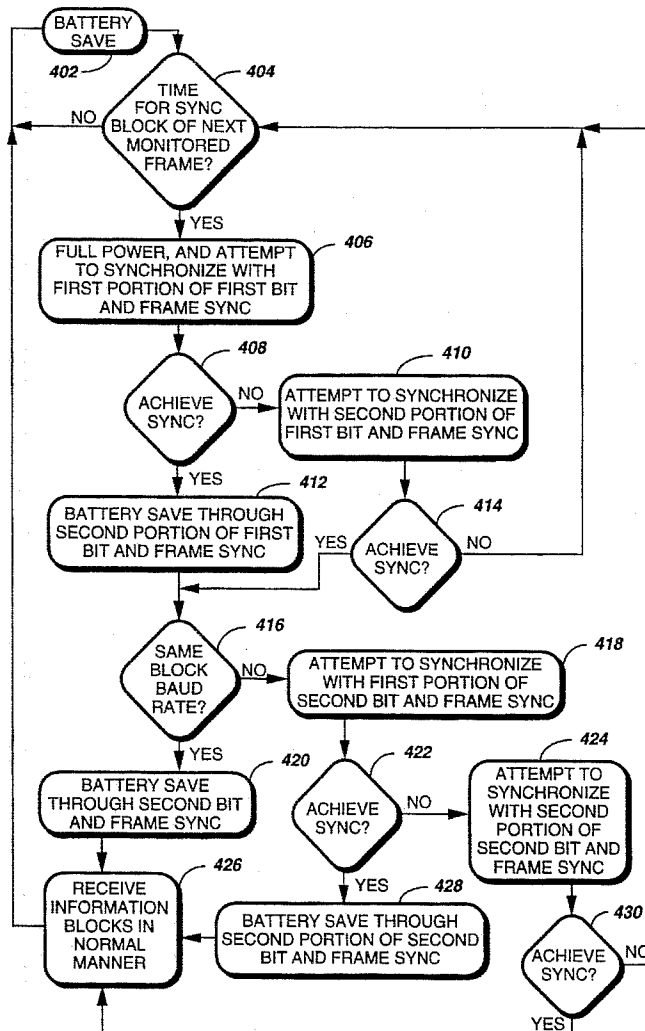 BATTERY
SAVE
402
404
TIME
FOR SYNC
BLOCK OF NEXT
MONITORED
FRAME?
NO
YES
406
FULL POWER, AND ATTEMPT
TO SYNCHRONIZE WITH
FIRST PORTION OF FIRST BIT
AND FRAME SYNC
408
ACHIEVE
SYNC?
NO
YES
410
ATTEMPT TO SYNCHRONIZE
WITH SECOND PORTION OF
FIRST BIT AND FRAME SYNC
412
BATTERY SAVE THROUGH
SECOND PORTION OF FIRST
BIT AND FRAME SYNC
414
YES
ACHIEVE
SYNC?
NO
416
SAME
BLOCK
BAUD
RATE?
NO
YES
418
ATTEMPT TO SYNCHRONIZE
WITH FIRST PORTION OF
SECOND BIT AND FRAME SYNC
420
BATTERY SAVE
THROUGH SECOND BIT
AND FRAME SYNC
422
ACHIEVE
SYNC?
NO
YES
424
ATTEMPT TO
SYNCHRONIZE
WITH SECOND
PORTION OF
SECOND BIT AND
FRAME SYNC
426
RECEIVE
INFORMATION
BLOCKS IN
NORMAL
MANNER
428
BATTERY SAVE THROUGH
SECOND PORTION OF SECOND
BIT AND FRAME SYNC
430
ACHIEVE
SYNC?
NO
YES